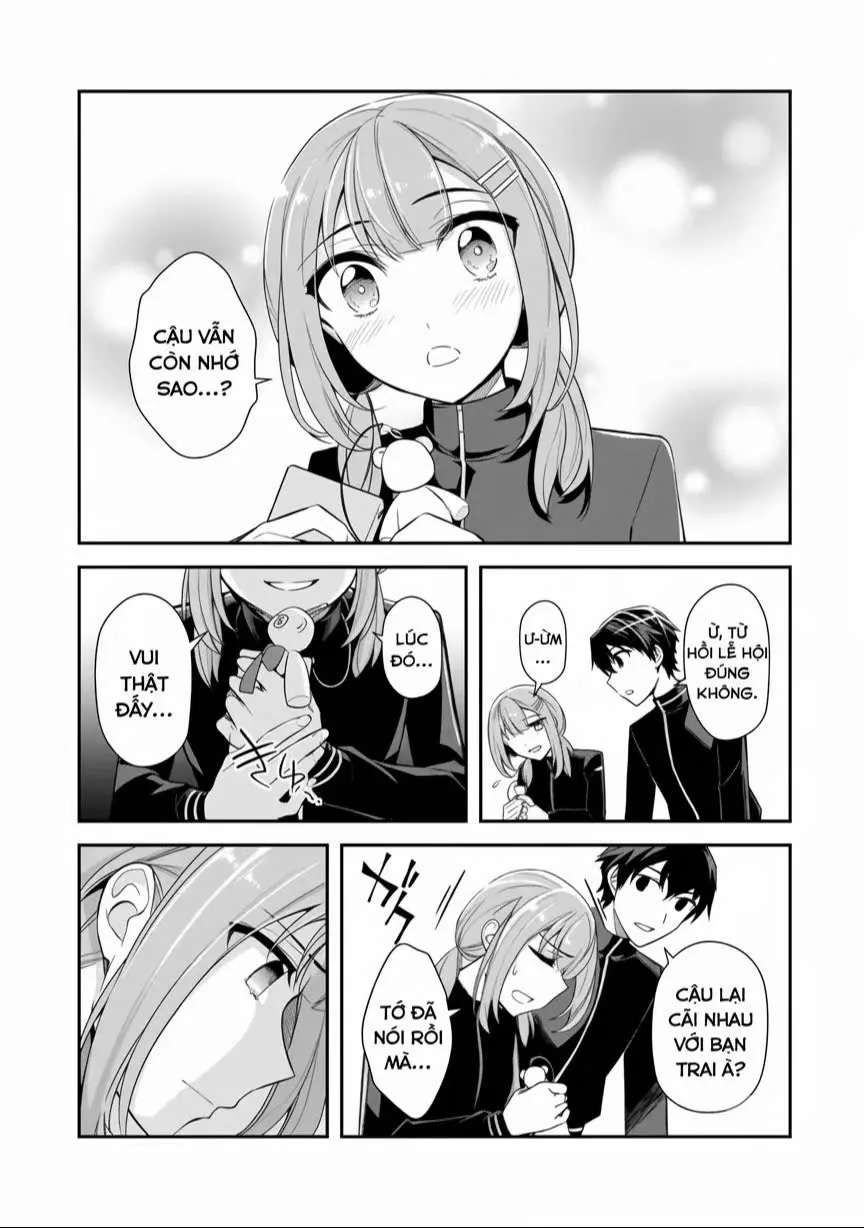 CẬU VẪN
CÒN NHỚ
SAO...?
Ừ, TỪ
HỒI LỄ HỘI
ĐÚNG
KHÔNG.
Ư-ỪM
...
LÚC
ĐÓ...
VUI
THẬT
ĐẤY...
CẬU LẠI
CÃI NHAU
VỚI BẠN
TRAI À?
TỚ ĐÃ
NÓI RỒI
MÀ...